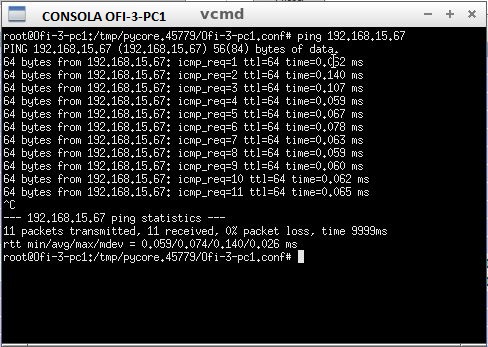 CONSOLA OFI-3-PC1 vcmd
root@Ofi-3-pc1:/tmp/pycore.45779/Ofi-3-pc1.conf# ping 192.168.15.67
PING 192.168.15.67 (192.168.15.67) 56(84) bytes of data.
64 bytes from 192.168.15.67: icmp_req=1 ttl=64 time=0.062 ms
64 bytes from 192.168.15.67: icmp_req=2 ttl=64 time=0.140 ms
64 bytes from 192.168.15.67: icmp_req=3 ttl=64 time=0.107 ms
64 bytes from 192.168.15.67: icmp_req=4 ttl=64 time=0.059 ms
64 bytes from 192.168.15.67: icmp_req=5 ttl=64 time=0.067 ms
64 bytes from 192.168.15.67: icmp_req=6 ttl=64 time=0.078 ms
64 bytes from 192.168.15.67: icmp_req=7 ttl=64 time=0.063 ms
64 bytes from 192.168.15.67: icmp_req=8 ttl=64 time=0.059 ms
64 bytes from 192.168.15.67: icmp_req=9 ttl=64 time=0.060 ms
64 bytes from 192.168.15.67: icmp_req=10 ttl=64 time=0.062 ms
64 bytes from 192.168.15.67: icmp_req=11 ttl=64 time=0.065 ms
^C
--- 192.168.15.67 ping statistics ---
11 packets transmitted, 11 received, 0% packet loss, time 9999ms
rtt min/avg/max/mdev = 0.059/0.074/0.140/0.026 ms
root@Ofi-3-pc1:/tmp/pycore.45779/Ofi-3-pc1.conf#